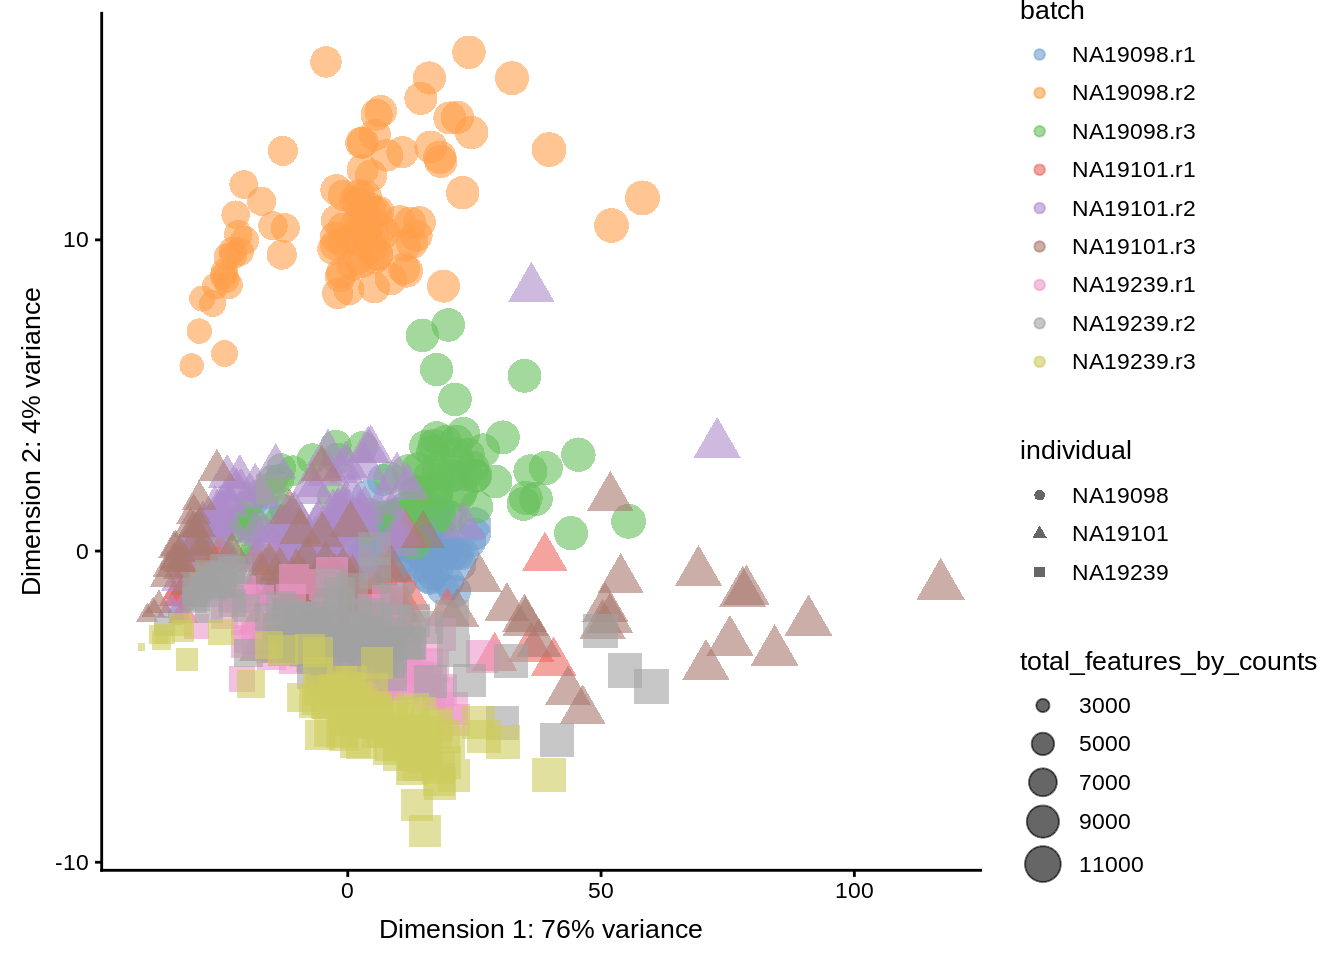 batch
NA19098.r1
NA19098.r2
NA19098.r3
NA19101.r1
NA19101.r2
NA19101.r3
NA19239.r1
NA19239.r2
NA19239.r3
individual
NA19098
NA19101
NA19239
total_features_by_counts
3000
5000
7000
9000
11000
Dimension 2: 4% variance
10
0
-10
0
50
100
Dimension 1: 76% variance